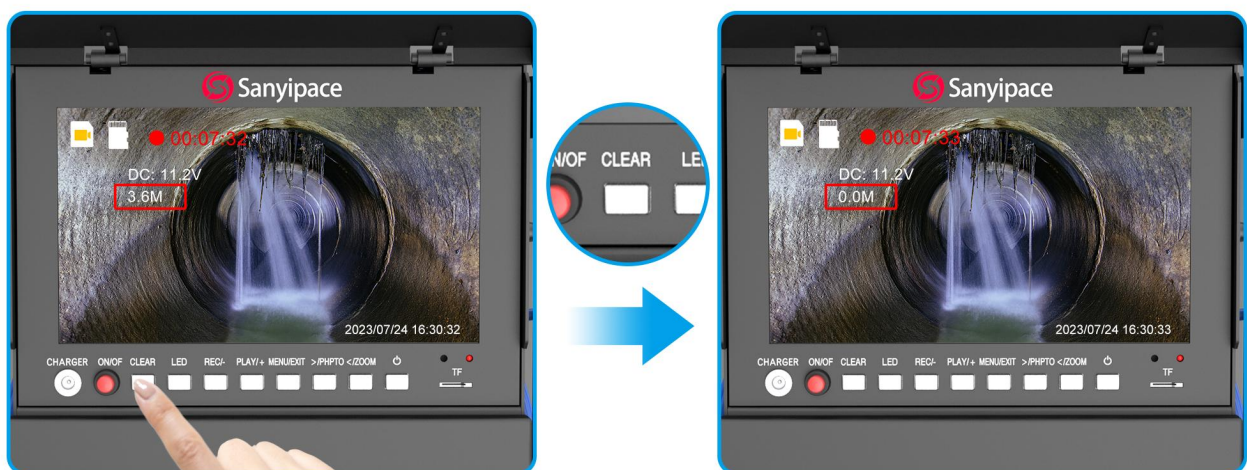 Sanyipace
00:07:32
DC: 11.2V
3.6M
2023/07/24 16:30:32
CHARGER ON/OF CLEAR LED REC/- PLAY/+ MENU/EXIT >/PHPTO </ZOOM
TF
N/OF CLEAR LE
Sanyipace
00:07:33
DC: 11.2V
0.0M
2023/07/24 16:30:33
CHARGER ON/OF CLEAR LED REC/- PLAY/+ MENU/EXIT >/PHPTO </ZOOM
TF